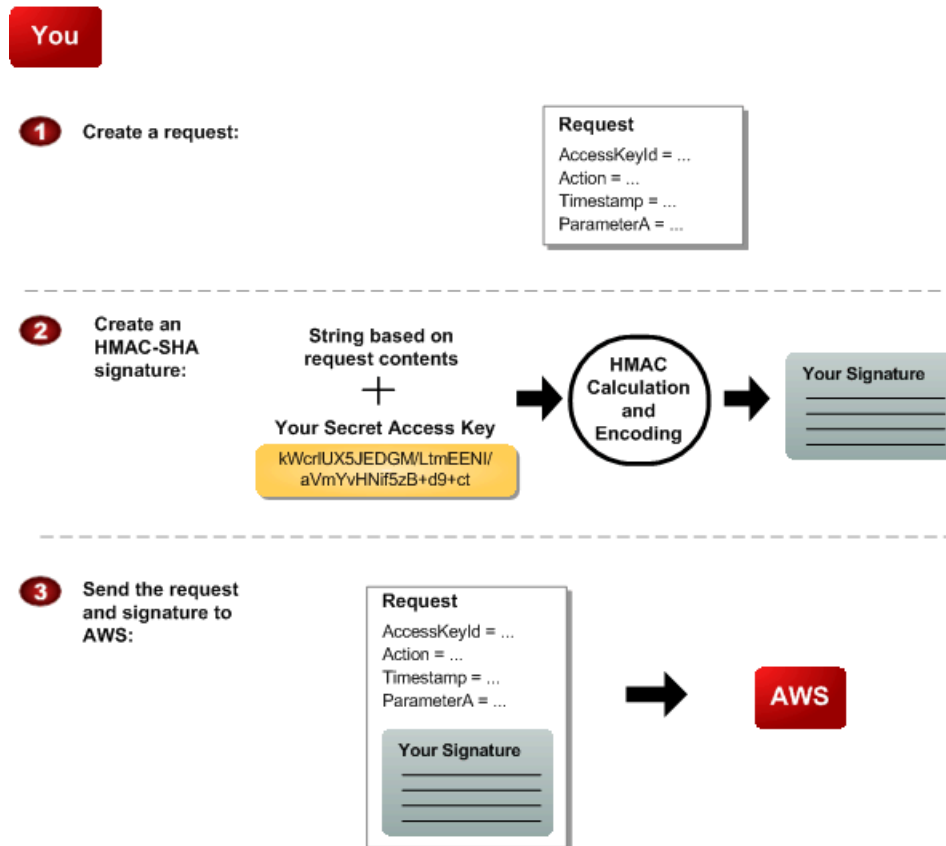 You
1 Create a request:
Request
AccessKeyId = ...
Action = ...
Timestamp = ...
ParameterA = ...
2 Create an
HMAC-SHA
signature:
String based on
request contents
+
Your Secret Access Key
kWcrlUX5JEDGM/LtmEENI/
aVmYvHNif5zB+d9+ct
HMAC
Calculation
and
Encoding
Your Signature
3 Send the request
and signature to
AWS:
Request
AccessKeyId = ...
Action = ...
Timestamp = ...
ParameterA = ...
Your Signature
AWS